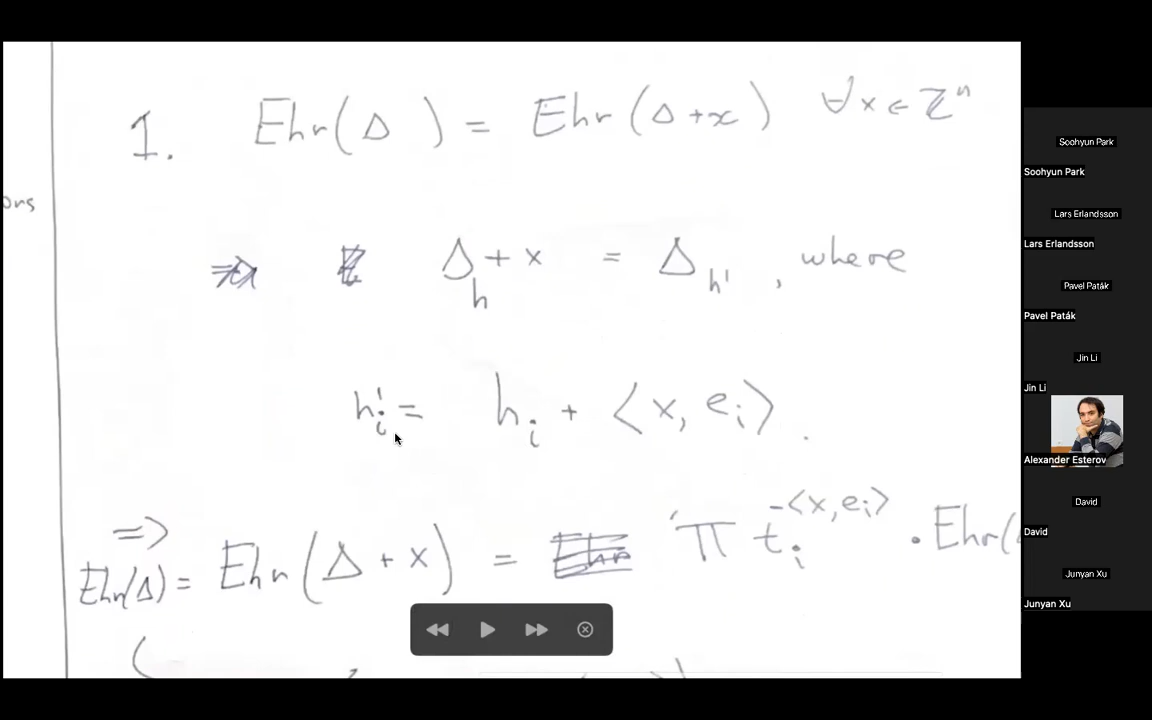 1. Ehr(Δ) = Ehr(Δ+x) ∀x∈ℤⁿ
ons
Δ_h + x = Δ_h' , where
h'_i = h_i + ⟨x, e_i⟩.
⇒
Ehr(Δ) = Ehr(Δ+x) = ∏ t_i^{-⟨x,e_i⟩} · Ehr(
(
Soohyun Park
Soohyun Park
Lars Erlandsson
Lars Erlandsson
Pavel Paták
Pavel Paták
Jin Li
Jin Li
Alexander Esterov
David
David
Junyan Xu
Junyan Xu